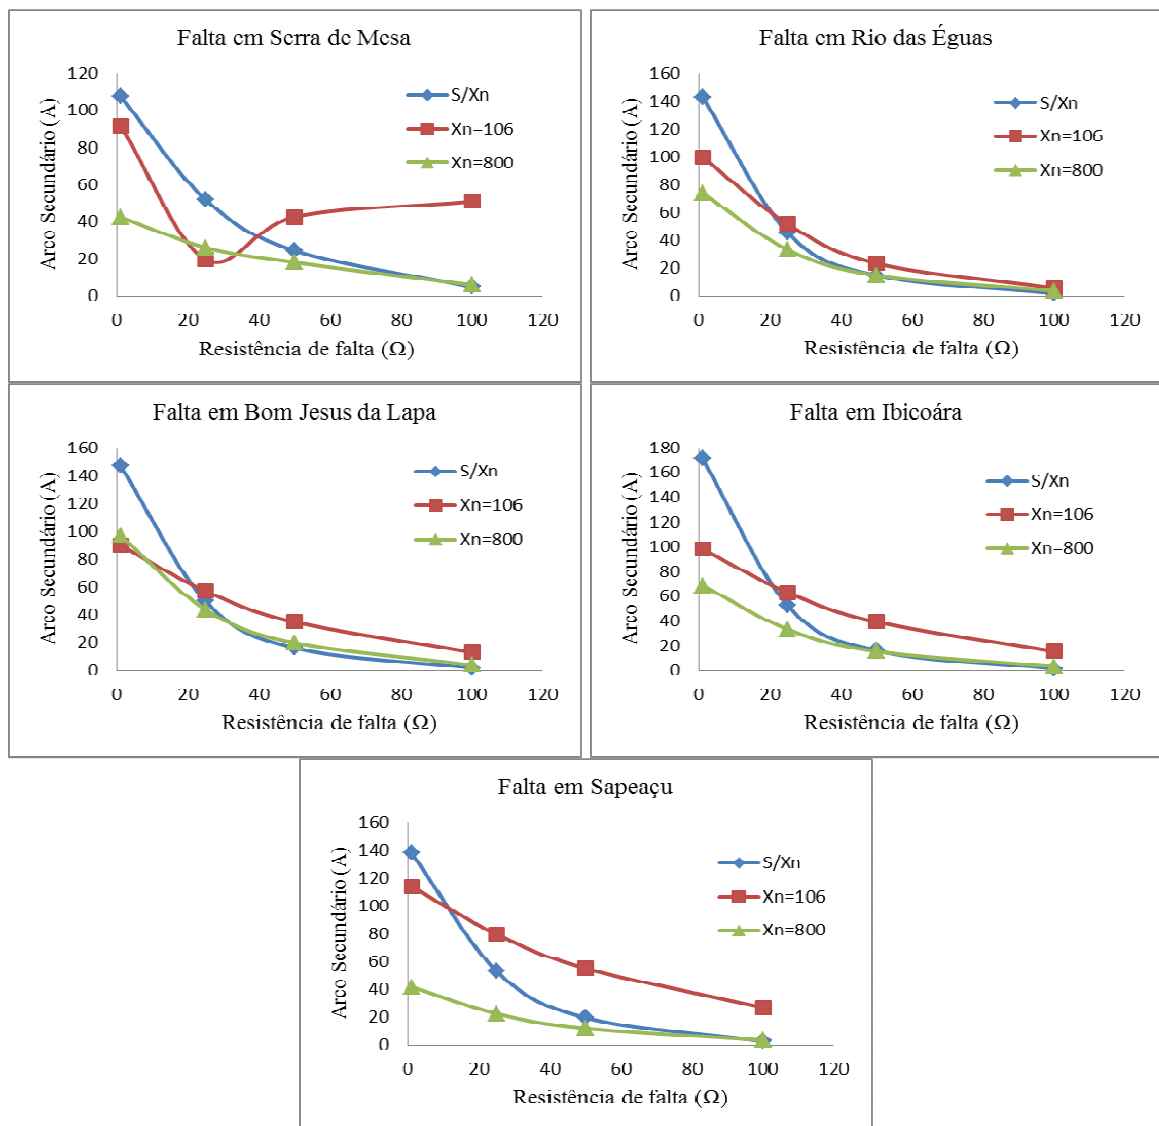 Falta em Serra de Mesa
Arco Secundário (A)
120
100
80
60
40
20
0
0 20 40 60 80 100 120
Resistência de falta (Ω)
S/Xn
Xn=106
Xn=800
Falta em Rio das Éguas
Arco Secundário (A)
160
140
120
100
80
60
40
20
0
0 20 40 60 80 100 120
Resistência de falta (Ω)
S/Xn
Xn=106
Xn=800
Falta em Bom Jesus da Lapa
Arco Secundário (A)
160
140
120
100
80
60
40
20
0
0 20 40 60 80 100 120
Resistência de falta (Ω)
S/Xn
Xn=106
Xn=800
Falta em Ibicoára
Arco Secundário (A)
180
160
140
120
100
80
60
40
20
0
0 20 40 60 80 100 120
Resistência de falta (Ω)
S/Xn
Xn=106
Xn=800
Falta em Sapeaçu
Arco Secundário (A)
160
140
120
100
80
60
40
20
0
0 20 40 60 80 100 120
Resistência de falta (Ω)
S/Xn
Xn=106
Xn=800